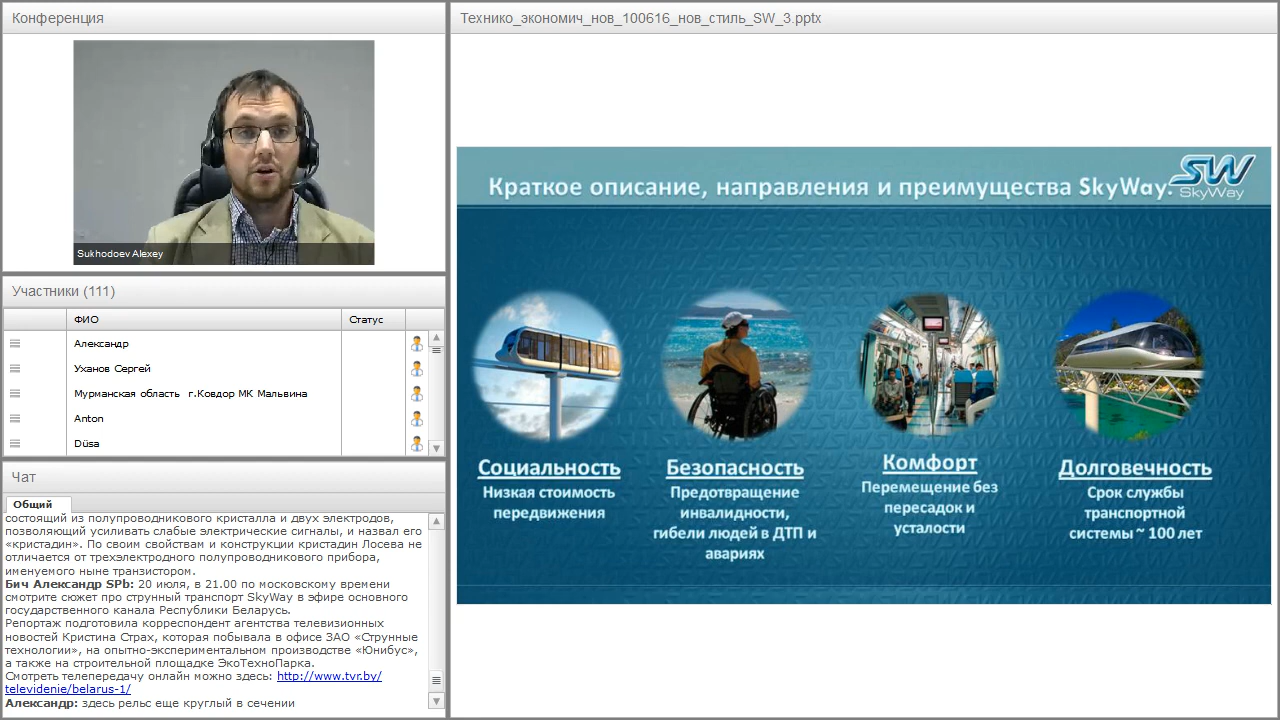 Конференция
Sukhodoev Alexey
Участники (111)
ФИО
Статус
Александр
Уханов Сергей
Мурманская область г.Ковдор МК Мальвина
Anton
Düsa
Чат
Общий
состоящий из полупроводникового кристалла и двух электродов,
позволяющий усиливать слабые электрические сигналы, и назвал его
«кристадин». По своим свойствам и конструкции кристадин Лосева не
отличается от трехэлектродного полупроводникового прибора,
именуемого ныне транзистором.
Бич Александр SPb: 20 июля, в 21.00 по московскому времени
смотрите сюжет про струнный транспорт SkyWay в эфире основного
государственного канала Республики Беларусь.
Репортаж подготовила корреспондент агентства телевизионных
новостей Кристина Страх, которая побывала в офисе ЗАО «Струнные
технологии», на опытно-экспериментальном производстве «Юнибус»,
а также на строительной площадке ЭкоТехноПарка.
Смотреть телепередачу онлайн можно здесь: http://www.tvr.by/
televidenie/belarus-1/
Александр: здесь рельс еще круглый в сечении
Технико_экономич_нов_100616_нов_стиль_SW_3.pptx
Краткое описание, направления и преимущества SkyWay.
SW
SkyWay
Социальность
Низкая стоимость
передвижения
Безопасность
Предотвращение
инвалидности,
гибели людей в ДТП и
авариях
Комфорт
Перемещение без
пересадок и
усталости
Долговечность
Срок службы
транспортной
системы ~ 100 лет